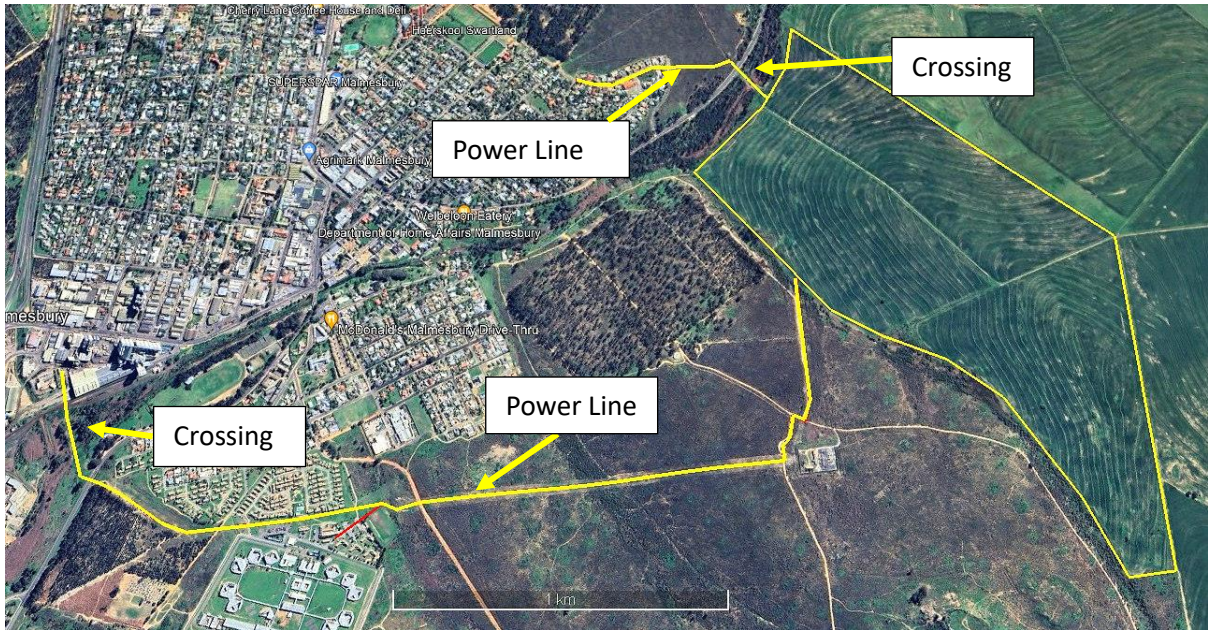 Cherry Lane Coffee House and Deli
Hoërskool Swartland
Crossing
SUPERSPAR Malmesbury
Power Line
Agrimark Malmesbury
Welbeloon Eatery
Department of Home Affairs Malmesbury
mesbury
McDonald's Malmesbury Drive-Thru
Power Line
Crossing
1 km